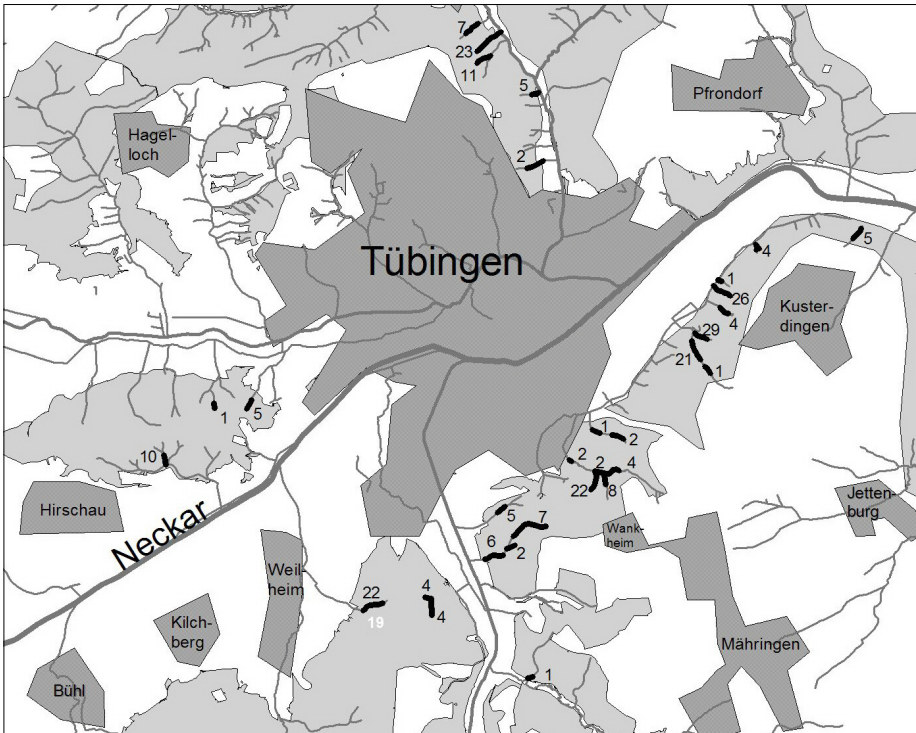 7
23
11
5
Pfrondorf
Hagel-
loch
2
Tübingen
4
5
1
26
Kuster-
dingen
4
29
21
1
1
5
1
2
10
2
2
4
22
8
Hirschau
Neckar
5
7
Wank-
heim
Jetten-
burg
6
2
Weil-
heim
22
19
4
4
Kilch-
berg
Mähringen
1
Bühl